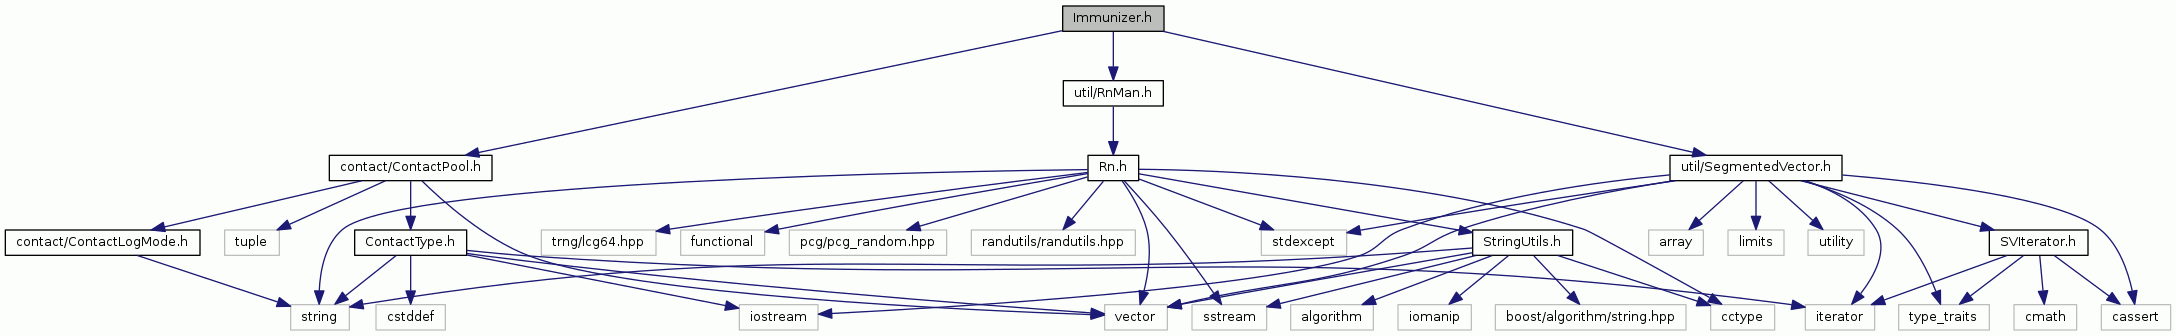 Immunizer.h
util/RnMan.h
contact/ContactPool.h
Rn.h
util/SegmentedVector.h
contact/ContactLogMode.h
tuple
ContactType.h
trng/lcg64.hpp
functional
pcg/pcg_random.hpp
randutils/randutils.hpp
stdexcept
StringUtils.h
array
limits
utility
SVIterator.h
string
cstddef
iostream
vector
sstream
algorithm
iomanip
boost/algorithm/string.hpp
cctype
iterator
type_traits
cmath
cassert